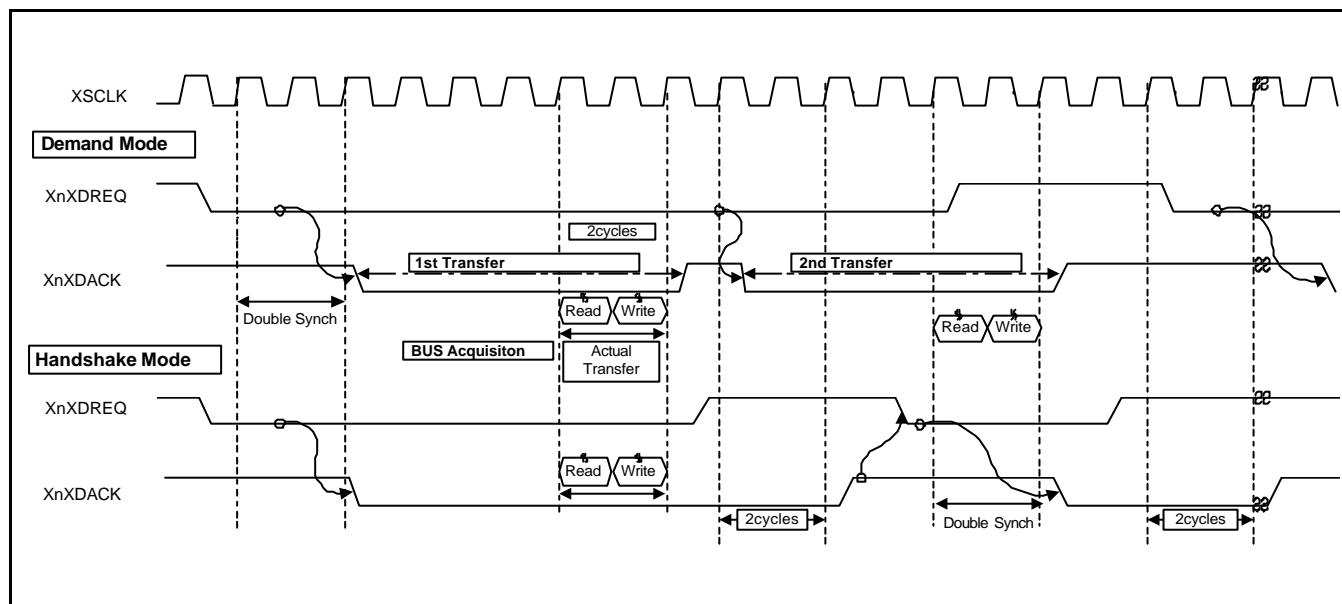 XSCLK
Demand Mode
XnXDREQ
2cycles
1st Transfer
2nd Transfer
XnXDACK
Read
Write
Double Synch
Read
Write
BUS Acquisiton
Actual
Transfer
Handshake Mode
XnXDREQ
Read
Write
XnXDACK
2cycles
Double Synch
2cycles